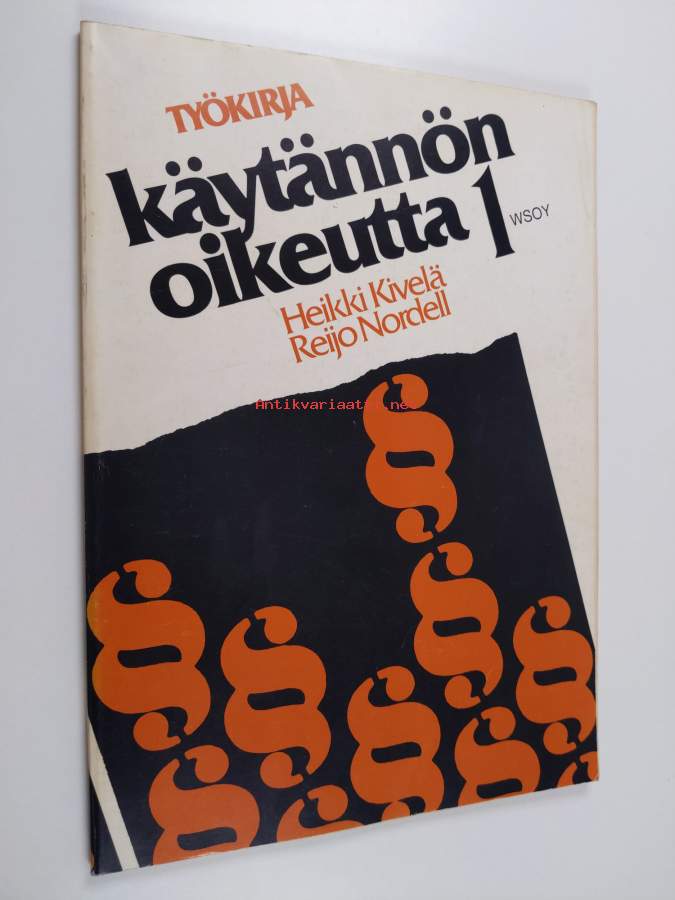 TYÖKIRJA
käytännön
oikeutta 1
WSOY
Heikki Kivelä
Reijo Nordell
Antikvariaatti.net